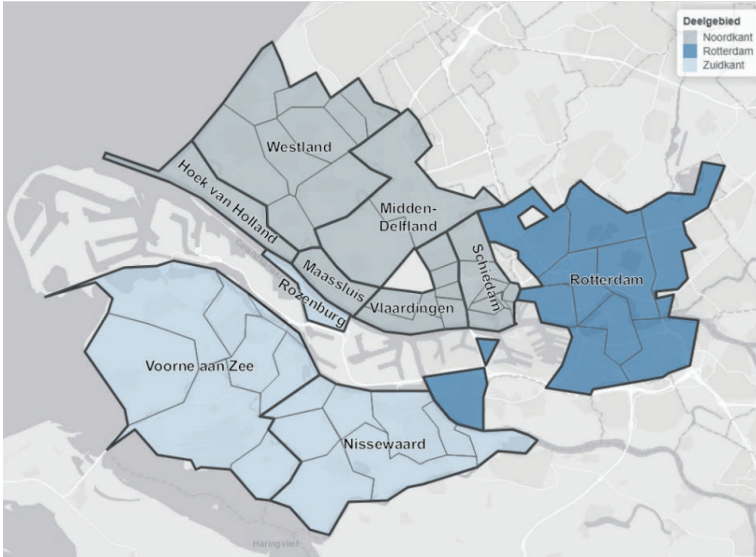 Deelgebied
Noordkant
Rotterdam
Zuidkant
Westland
Hoek van Holland
Midden-
Delfland
Schiedam
Rotterdam
Maassluis
Rozenburg
Vlaardingen
Voorne aan Zee
Nissewaard
Haringvliet